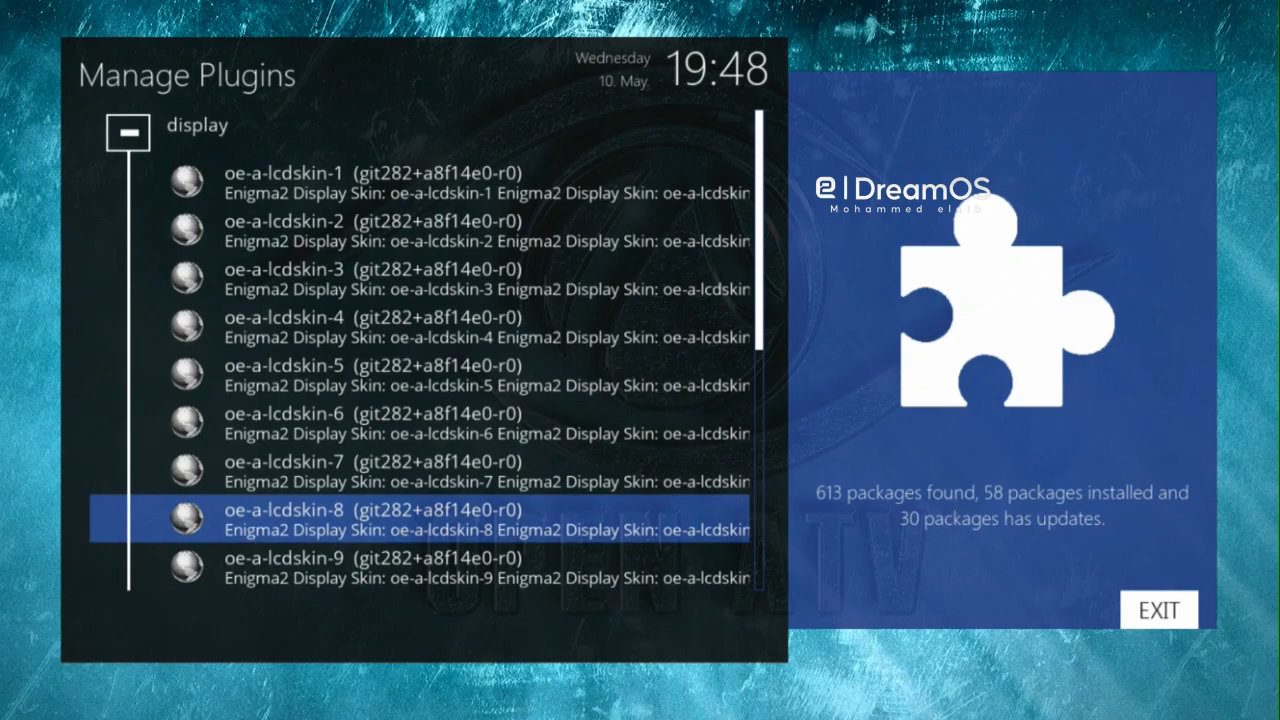 Manage Plugins
Wednesday
10. May.
19:48
display
oe-a-lcdskin-1 (git282+a8f14e0-r0)
Enigma2 Display Skin: oe-a-lcdskin-1 Enigma2 Display Skin: oe-a-lcdskin
oe-a-lcdskin-2 (git282+a8f14e0-r0)
Enigma2 Display Skin: oe-a-lcdskin-2 Enigma2 Display Skin: oe-a-lcdskin
oe-a-lcdskin-3 (git282+a8f14e0-r0)
Enigma2 Display Skin: oe-a-lcdskin-3 Enigma2 Display Skin: oe-a-lcdskin
oe-a-lcdskin-4 (git282+a8f14e0-r0)
Enigma2 Display Skin: oe-a-lcdskin-4 Enigma2 Display Skin: oe-a-lcdskin
oe-a-lcdskin-5 (git282+a8f14e0-r0)
Enigma2 Display Skin: oe-a-lcdskin-5 Enigma2 Display Skin: oe-a-lcdskin
oe-a-lcdskin-6 (git282+a8f14e0-r0)
Enigma2 Display Skin: oe-a-lcdskin-6 Enigma2 Display Skin: oe-a-lcdskin
oe-a-lcdskin-7 (git282+a8f14e0-r0)
Enigma2 Display Skin: oe-a-lcdskin-7 Enigma2 Display Skin: oe-a-lcdskin
oe-a-lcdskin-8 (git282+a8f14e0-r0)
Enigma2 Display Skin: oe-a-lcdskin-8 Enigma2 Display Skin: oe-a-lcdskin
oe-a-lcdskin-9 (git282+a8f14e0-r0)
Enigma2 Display Skin: oe-a-lcdskin-9 Enigma2 Display Skin: oe-a-lcdskin
DreamOS
Mohammed
613 packages found, 58 packages installed and
30 packages has updates.
OPEN ATV
EXIT